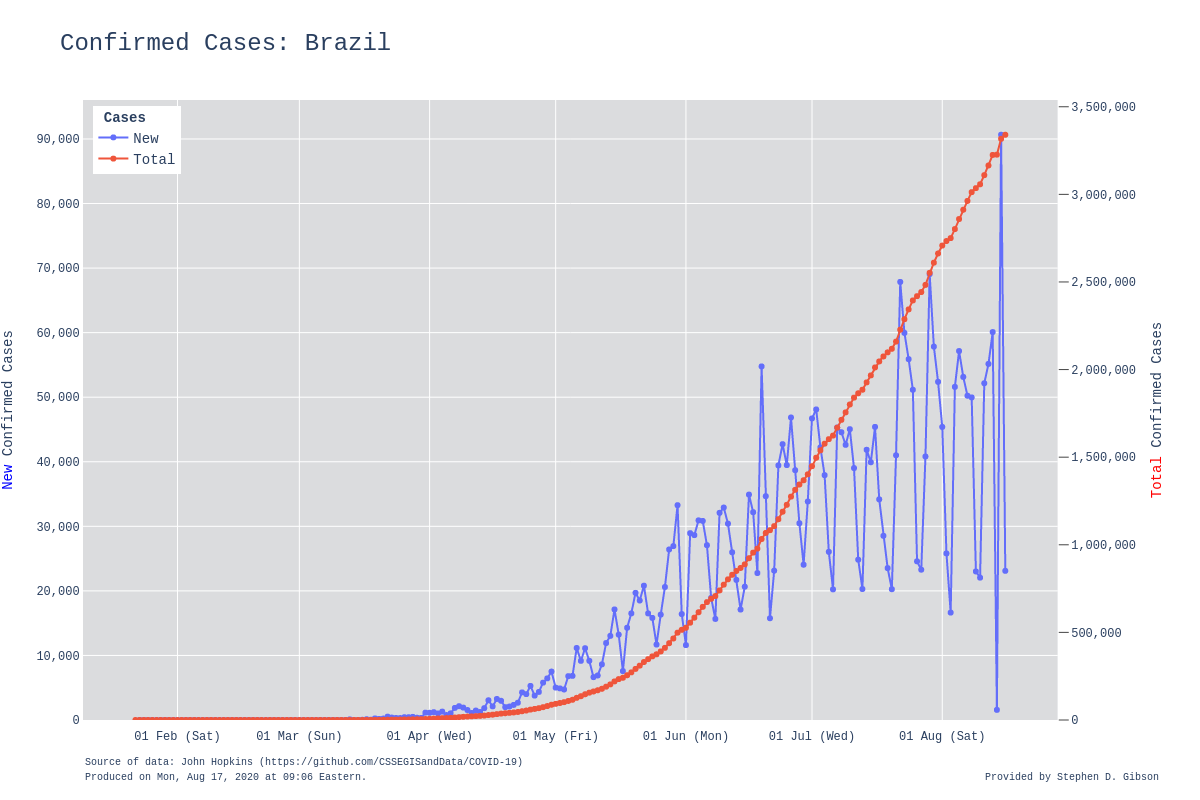 Confirmed Cases: Brazil
Cases
New
Total
90,000
80,000
70,000
60,000
50,000
40,000
30,000
20,000
10,000
0
New Confirmed Cases
3,500,000
3,000,000
2,500,000
2,000,000
1,500,000
1,000,000
500,000
0
Total Confirmed Cases
01 Feb (Sat) 01 Mar (Sun) 01 Apr (Wed) 01 May (Fri) 01 Jun (Mon) 01 Jul (Wed) 01 Aug (Sat)
Source of data: John Hopkins (https://github.com/CSSEGISandData/COVID-19)
Produced on Mon, Aug 17, 2020 at 09:06 Eastern.
Provided by Stephen D. Gibson